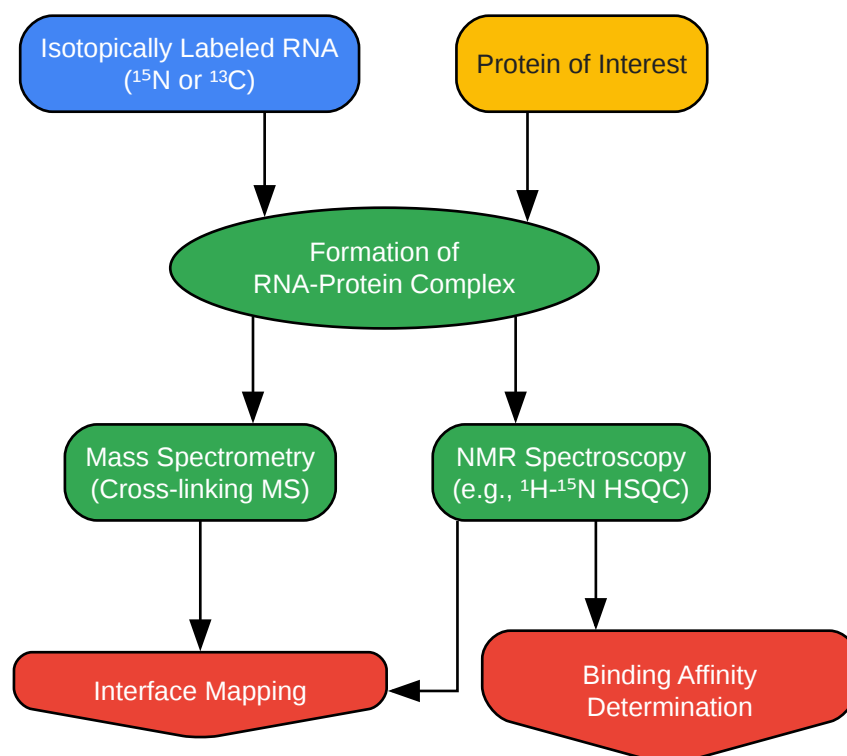 Isotopically Labeled RNA
(¹⁵N or ¹³C)
Protein of Interest
Formation of
RNA-Protein Complex
Mass Spectrometry
(Cross-linking MS)
NMR Spectroscopy
(e.g., ¹H-¹⁵N HSQC)
Interface Mapping
Binding Affinity
Determination